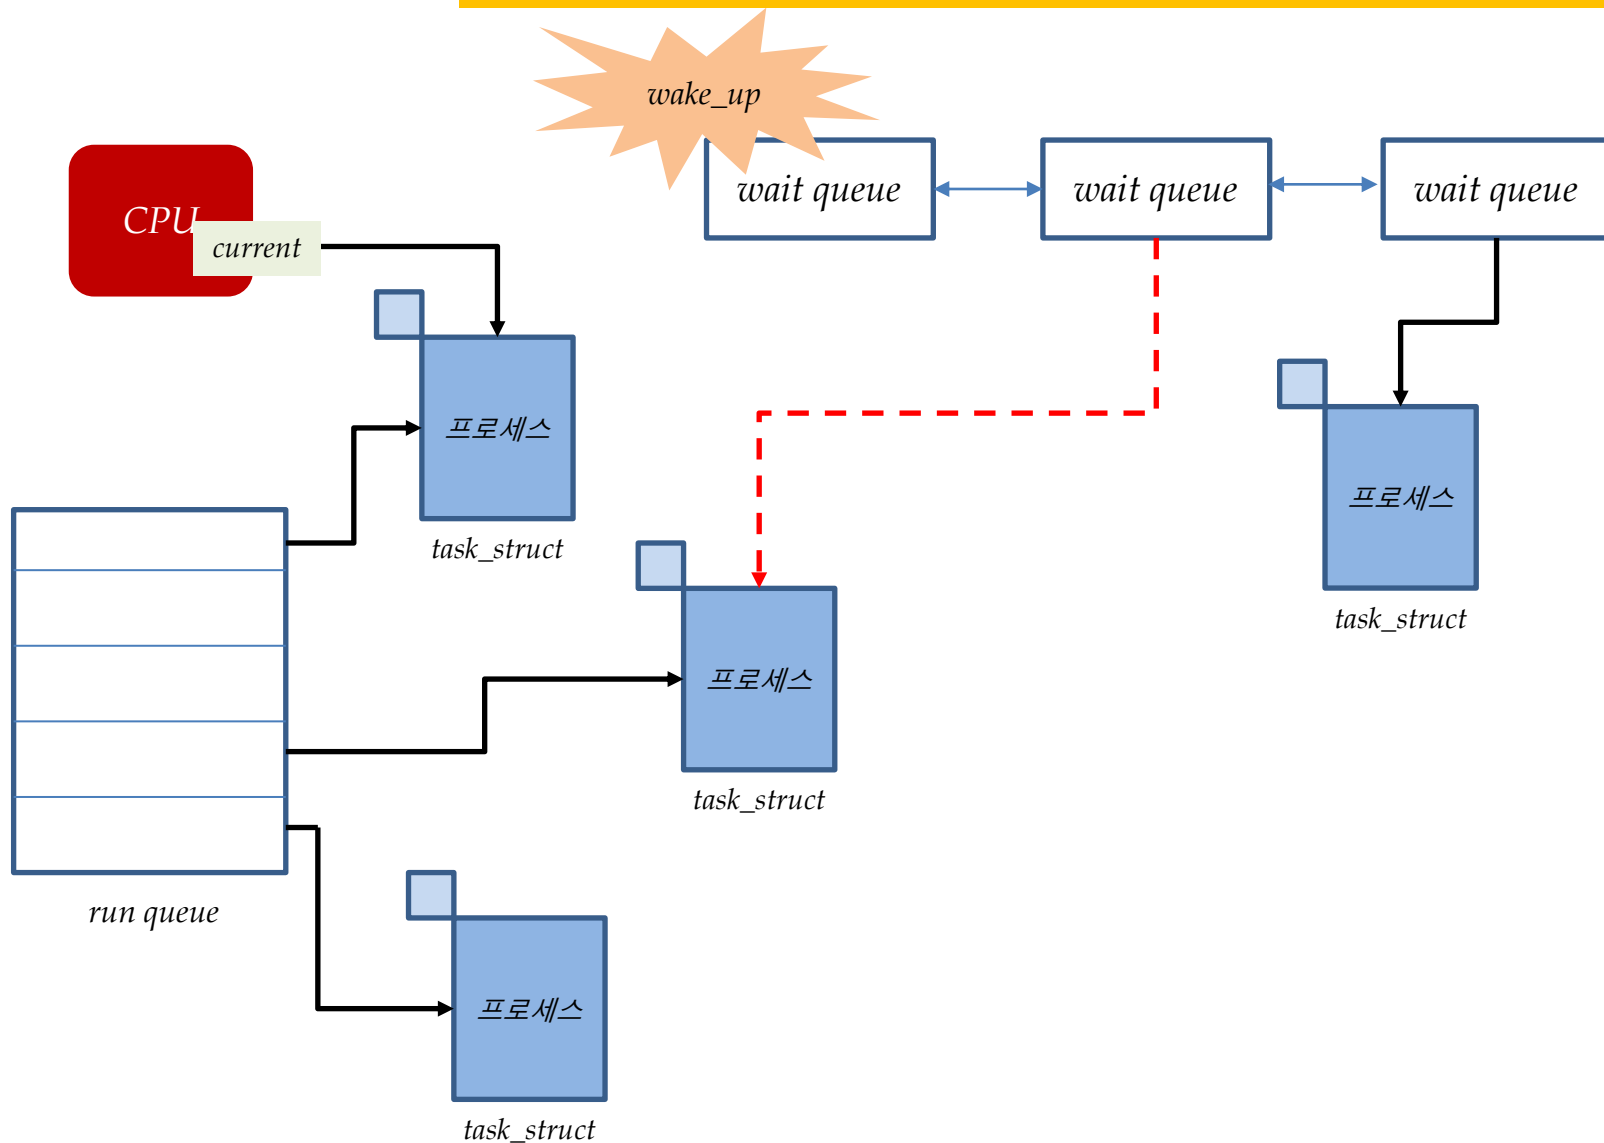 wake_up
CPU
current
wait queue
wait queue
wait queue
프로세스
task_struct
프로세스
task_struct
프로세스
task_struct
run queue
프로세스
task_struct